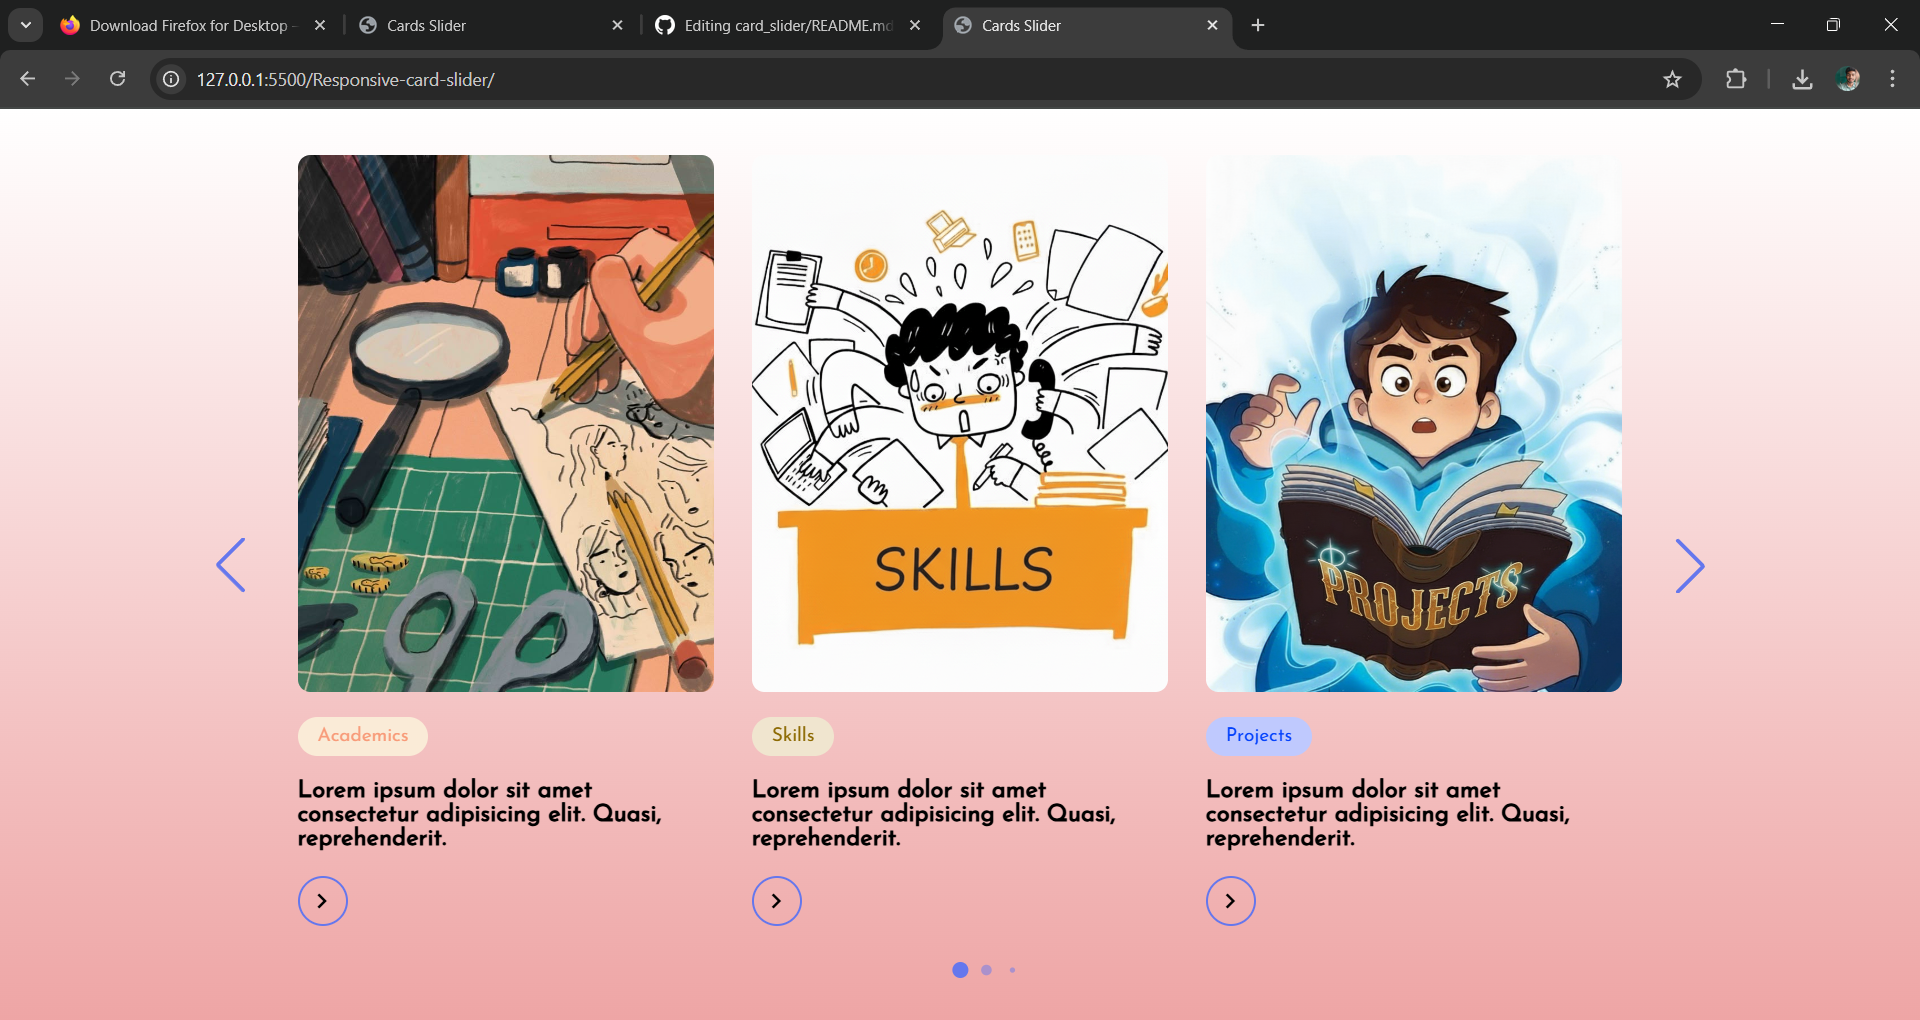 Download Firefox for Desktop –
Cards Slider
Editing card_slider/README.md
Cards Slider
127.0.0.1:5500/Responsive-card-slider/
SKILLS
PROJECTS
Academics
Skills
Projects
Lorem ipsum dolor sit amet
consectetur adipisicing elit. Quasi,
reprehenderit.
Lorem ipsum dolor sit amet
consectetur adipisicing elit. Quasi,
reprehenderit.
Lorem ipsum dolor sit amet
consectetur adipisicing elit. Quasi,
reprehenderit.